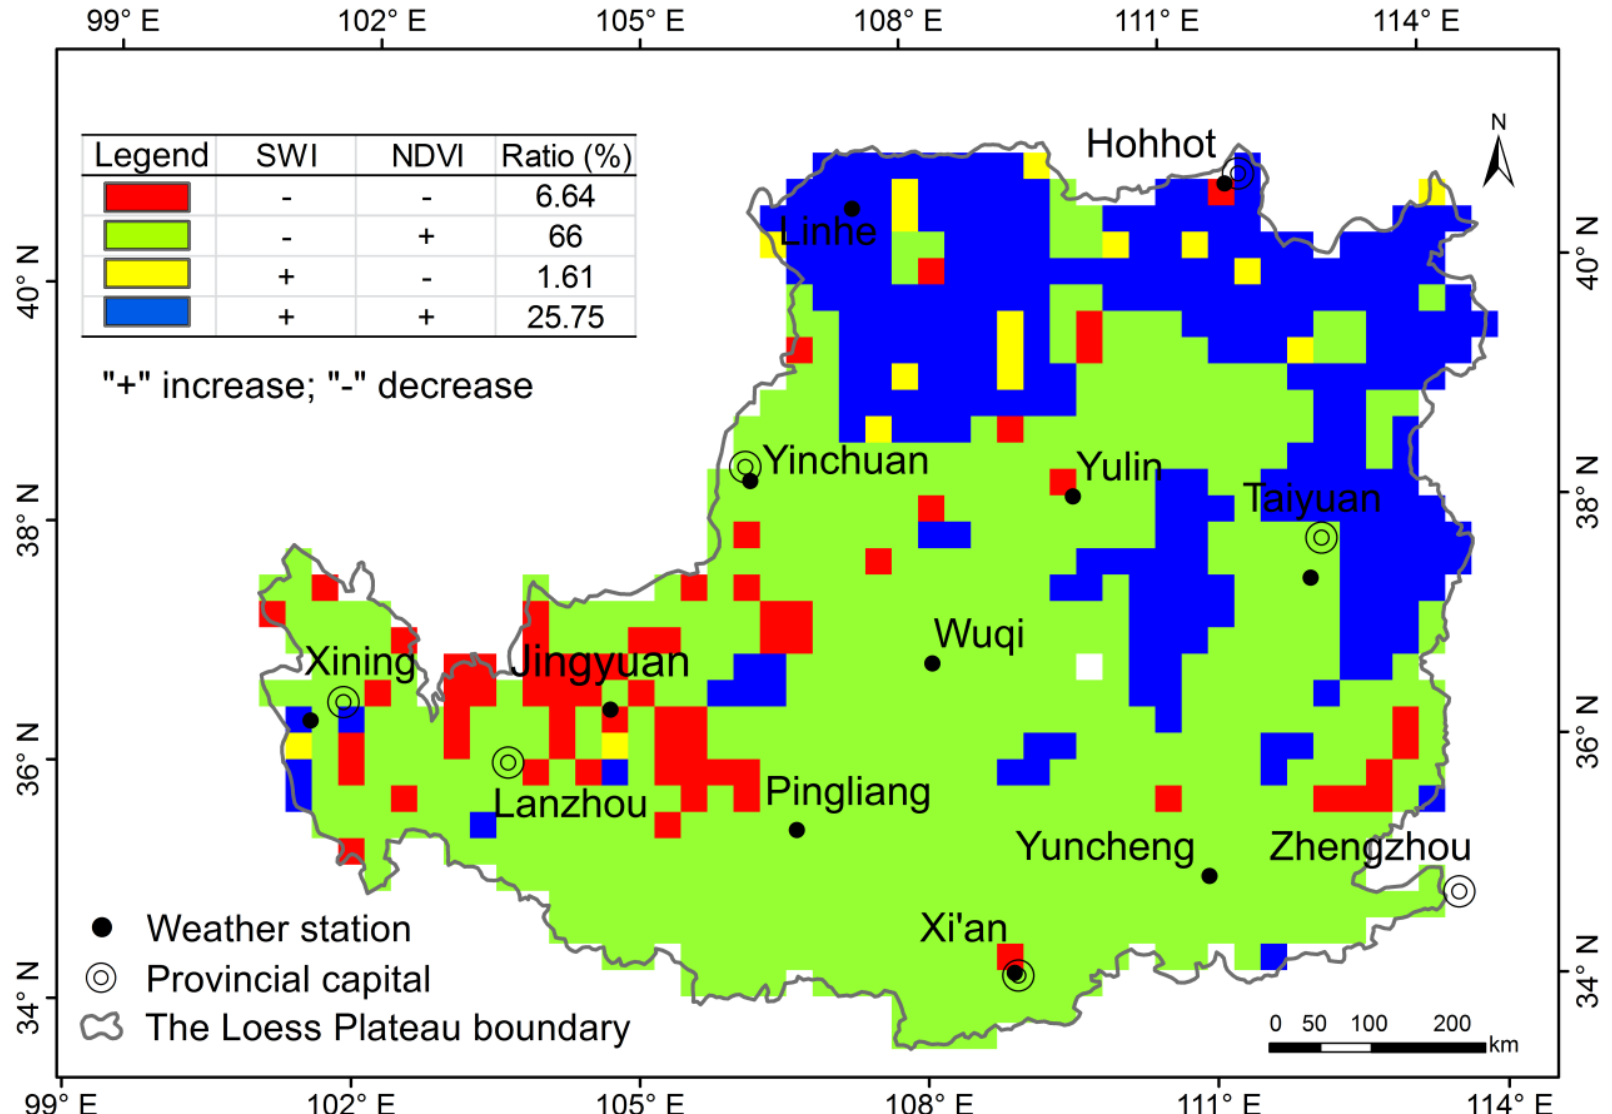 99° E 102° E 105° E 108° E 111° E 114° E
Legend SWI NDVI Ratio (%)
- - 6.64
- + 66
+ - 1.61
+ + 25.75
"+" increase; "-" decrease
N
Hohhot
Linhe
40° N 40° N
Yinchuan
Yulin
Taiyuan
38° N 38° N
Wuqi
Xining
Jingyuan
36° N 36° N
Lanzhou
Pingliang
Yuncheng
Zhengzhou
Xi'an
34° N 34° N
Weather station
Provincial capital
The Loess Plateau boundary
0 50 100 200
km
99° E 102° E 105° E 108° E 111° E 114° E